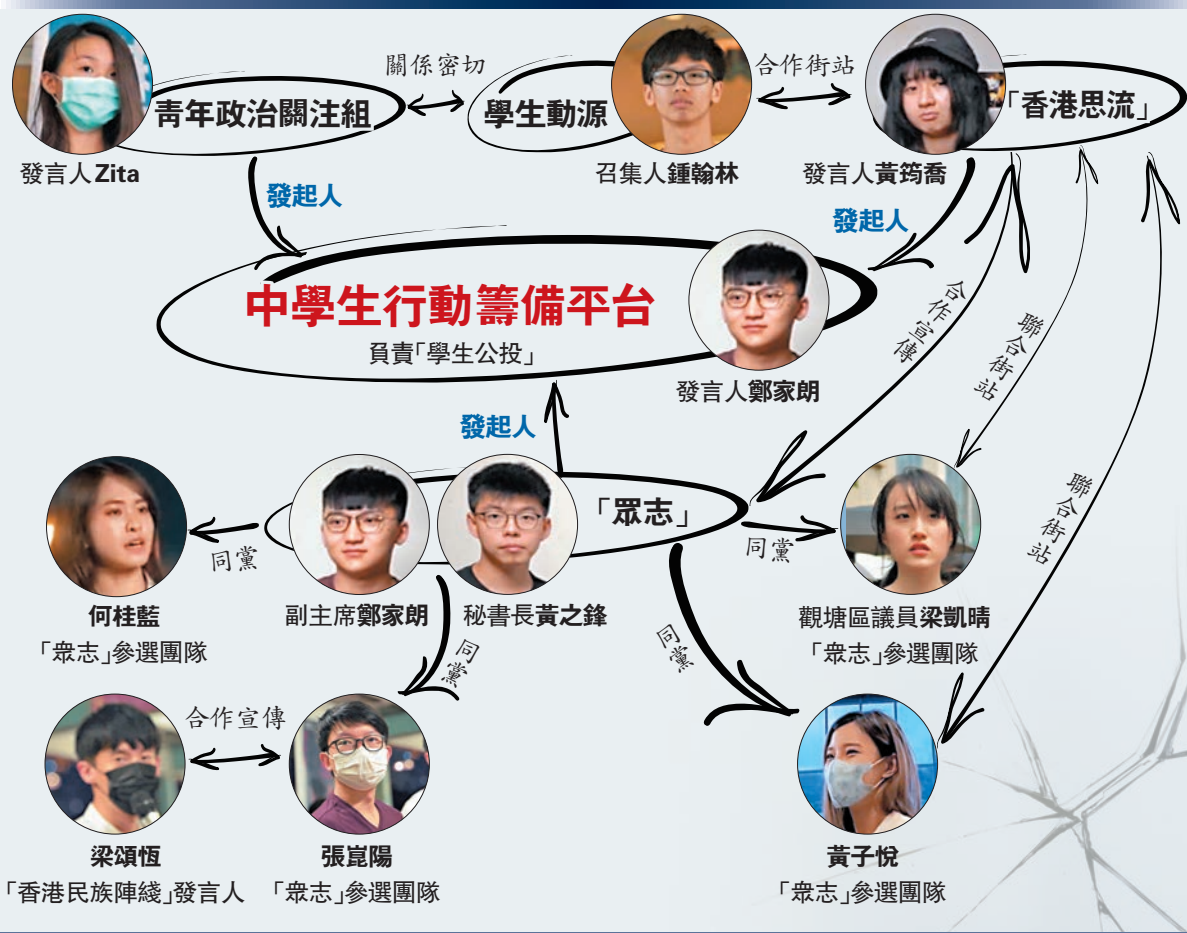 關係密切
合作街站
青年政治關注組
學生動源
「香港思流」
發言人Zita
召集人鍾翰林
發言人黃筠喬
發起人
發起人
中學生行動籌備平台
負責「學生公投」
發言人鄭家朗
合作宣傳
聯合街站
聯合街站
發起人
「眾志」
同黨
同黨
何桂藍
「眾志」參選團隊
副主席鄭家朗
秘書長黃之鋒
觀塘區議員梁凱晴
「眾志」參選團隊
同黨
同黨
合作宣傳
梁頌恆
「香港民族陣綫」發言人
張崑陽
「眾志」參選團隊
黃子悅
「眾志」參選團隊